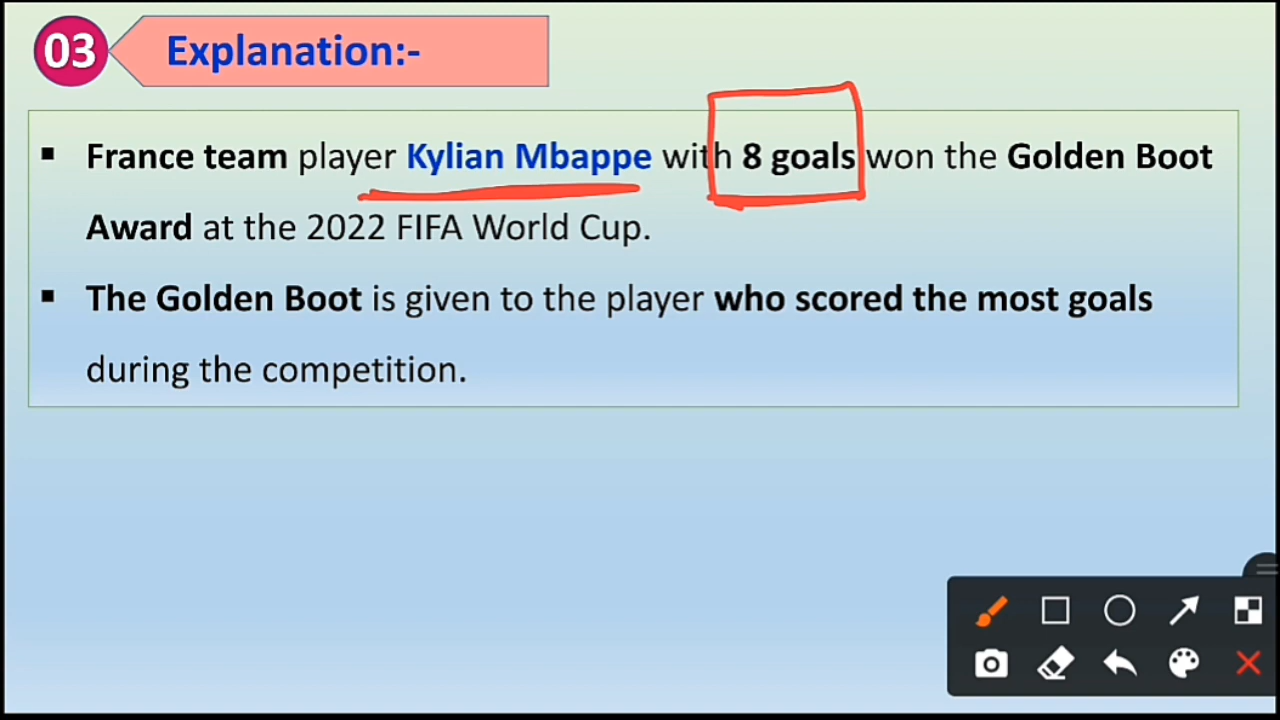 03 Explanation:-
▪ France team player Kylian Mbappe with 8 goals won the Golden Boot
Award at the 2022 FIFA World Cup.
▪ The Golden Boot is given to the player who scored the most goals
during the competition.